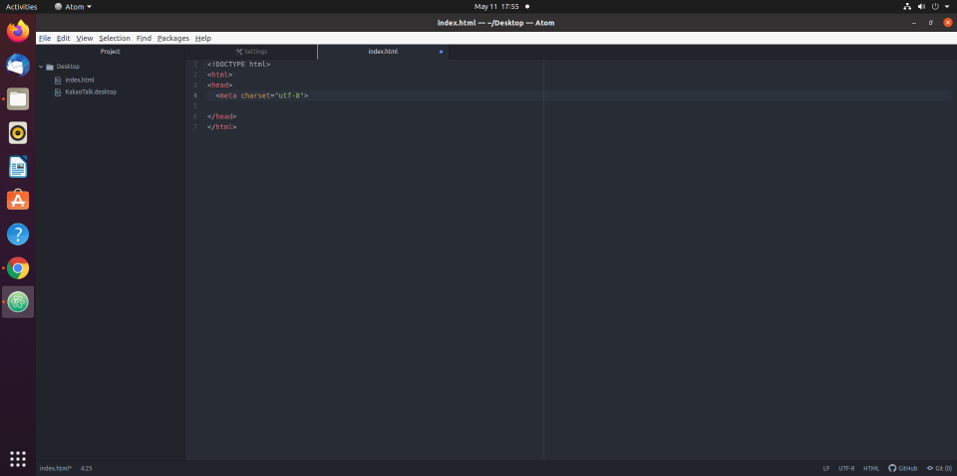 Activities Atom May 11 17:55
index.html — ~/Desktop — Atom
File Edit View Selection Find Packages Help
Project Settings index.html
Desktop
index.html
KakaoTalk.desktop
1 <!DOCTYPE html>
2 <html>
3 <head>
4 <meta charset="utf-8">
5
6 </head>
7 </html>
index.html* 4:25 LF UTF-8 HTML GitHub Git (0)